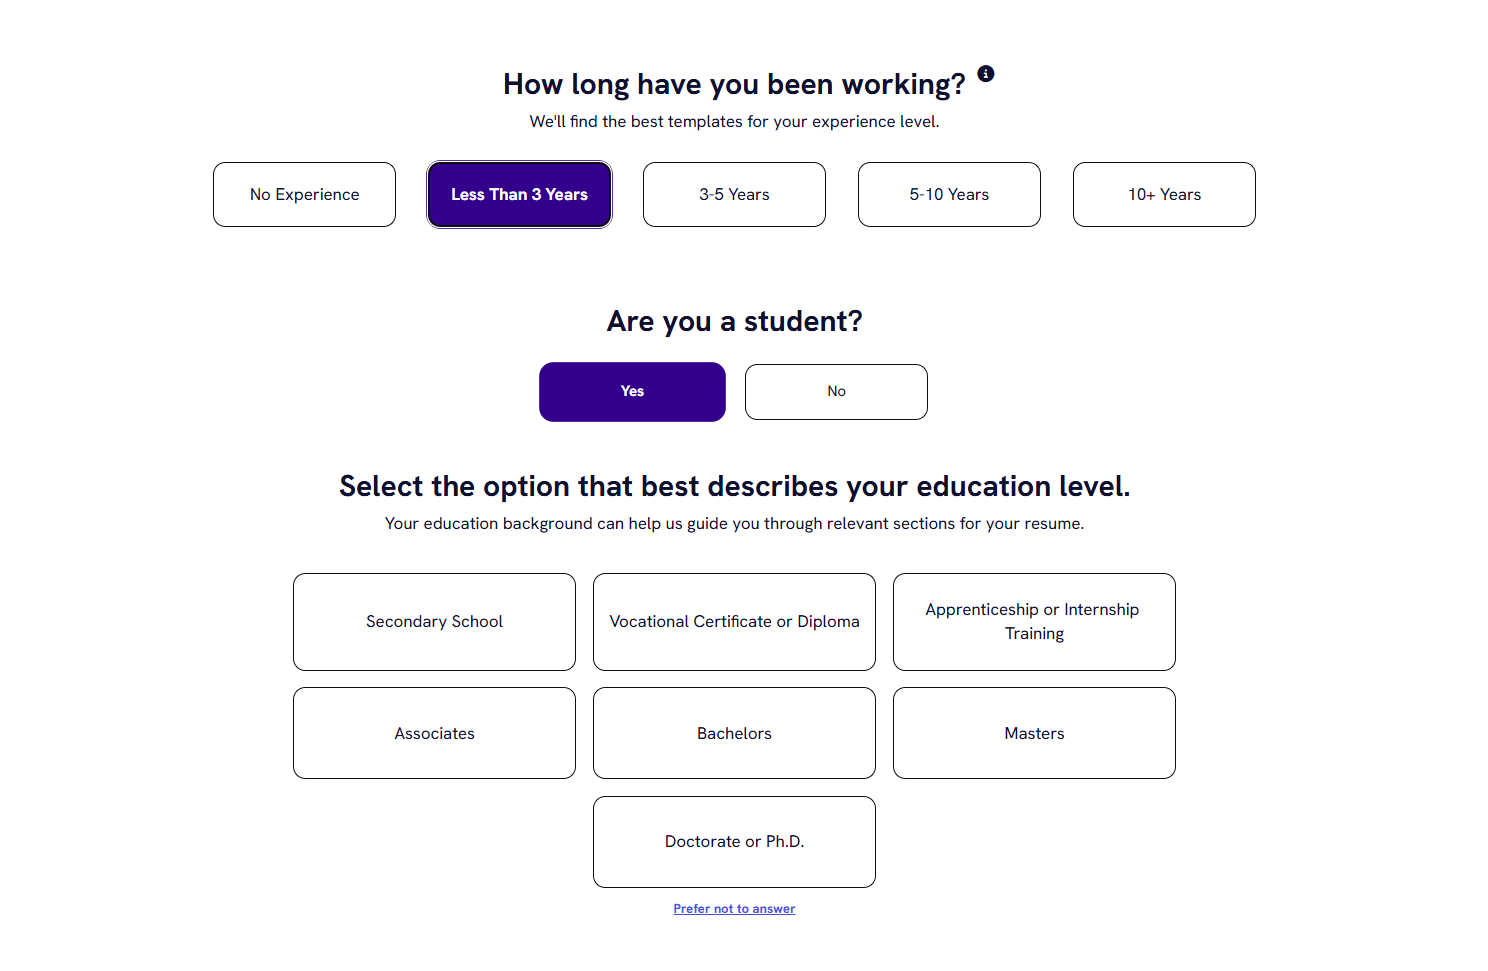 How long have you been working?
We'll find the best templates for your experience level.
No Experience
Less Than 3 Years
3-5 Years
5-10 Years
10+ Years
Are you a student?
Yes
No
Select the option that best describes your education level.
Your education background can help us guide you through relevant sections for your resume.
Secondary School
Vocational Certificate or Diploma
Apprenticeship or Internship
Training
Associates
Bachelors
Masters
Doctorate or Ph.D.
Prefer not to answer